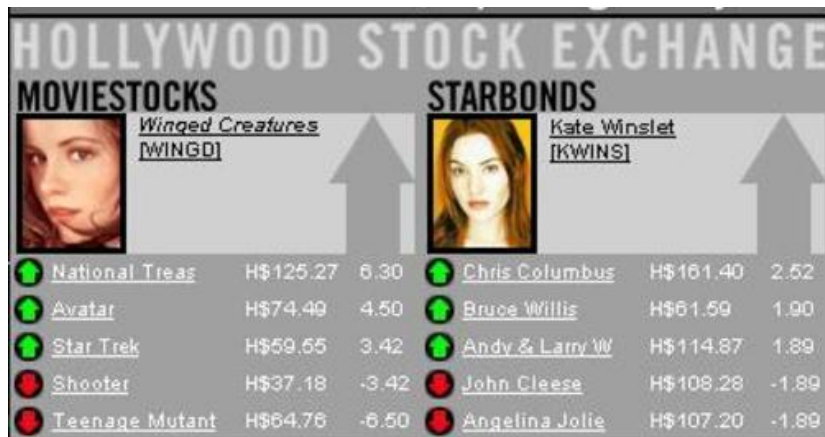 HOLLYWOOD STOCK EXCHANGE
MOVIESTOCKS
Winged Creatures
[WINGD]
National Treas H$125.27 6.30
Avatar H$74.49 4.50
Star Trek H$59.55 3.42
Shooter H$37.18 -3.42
Teenage Mutant H$64.76 -6.50
STARBONDS
Kate Winslet
[KWINS]
Chris Columbus H$161.40 2.52
Bruce Willis H$61.59 1.90
Andy & Larry W H$114.87 1.89
John Cleese H$108.28 -1.89
Angelina Jolie H$107.20 -1.89